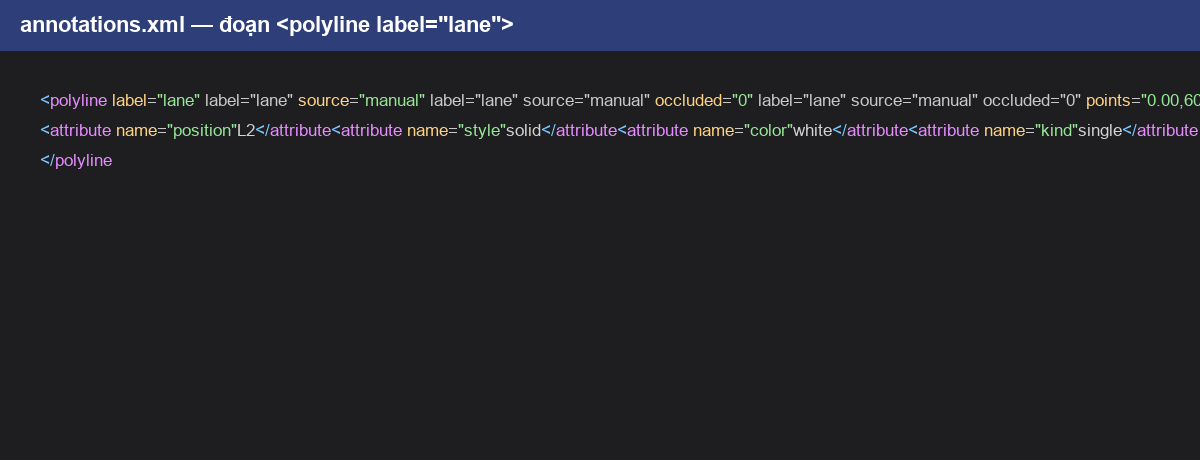 annotations.xml — đoạn <polyline label="lane">
<polyline label="lane" label="lane" source="manual" label="lane" source="manual" occluded="0" label="lane" source="manual" occluded="0" points="0.00,60
<attribute name="position"L2</attribute<attribute name="style"solid</attribute<attribute name="color"white</attribute<attribute name="kind"single</attribute
</polyline